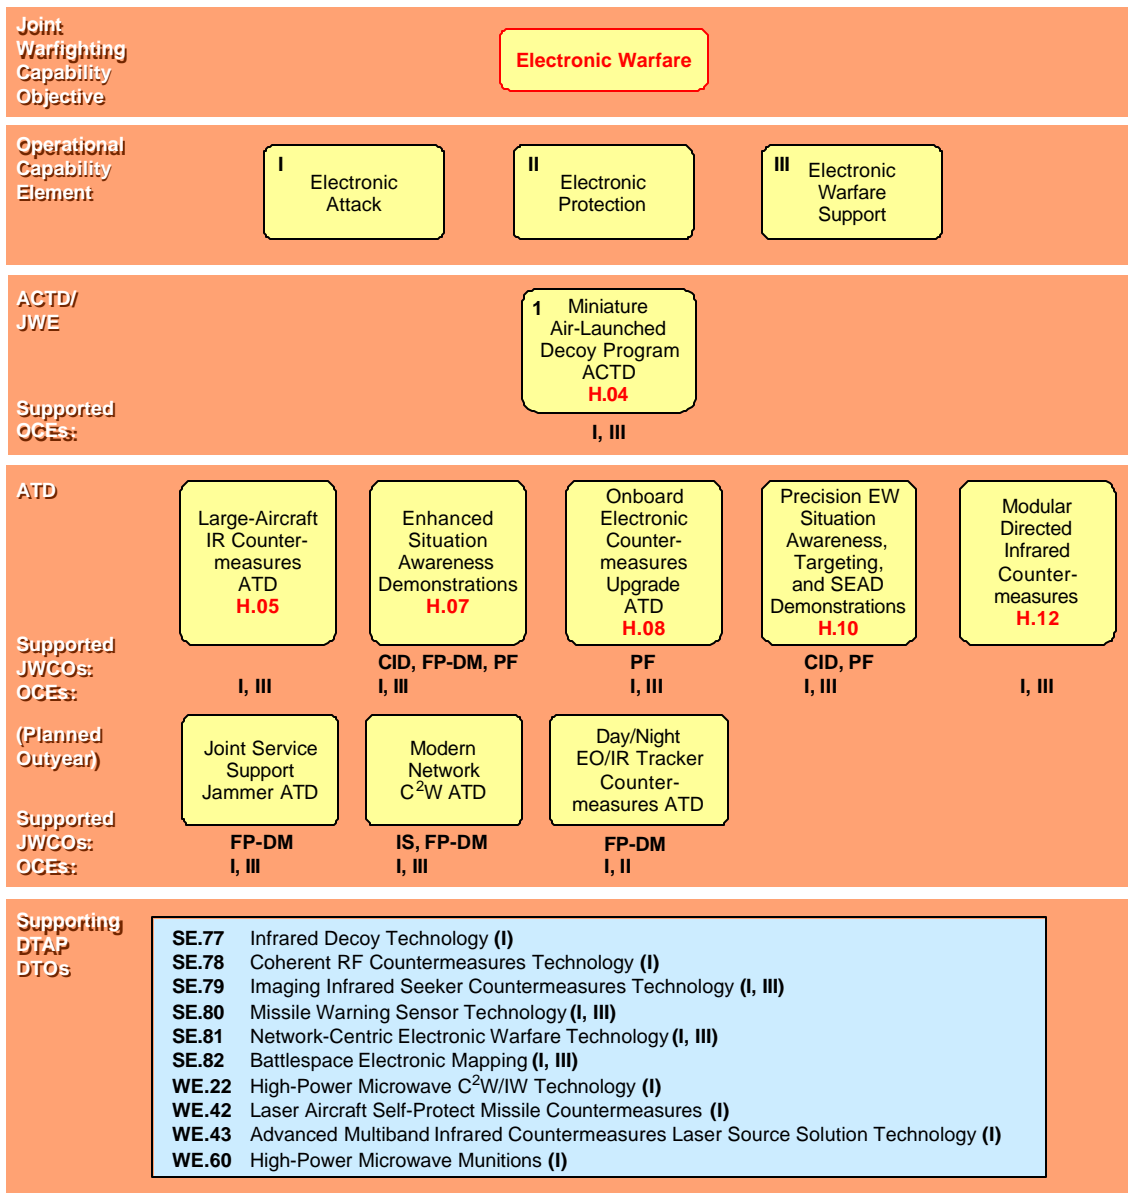 Joint
Warfighting
Capability
Objective
Electronic Warfare
Operational
Capability
Element
I
Electronic
Attack
II
Electronic
Protection
III
Electronic
Warfare
Support
ACTD/
JWE
1
Miniature
Air-Launched
Decoy Program
ACTD
H.04
Supported
OCEs:
I, III
ATD
Large-Aircraft
IR Counter-
measures
ATD
H.05
Enhanced
Situation
Awareness
Demonstrations
H.07
Onboard
Electronic
Counter-
measures
Upgrade
ATD
H.08
Precision EW
Situation
Awareness,
Targeting,
and SEAD
Demonstrations
H.10
Modular
Directed
Infrared
Counter-
measures
H.12
Supported
JWCOs:
CID, FP-DM, PF
PF
CID, PF
OCEs:
I, III
I, III
I, III
I, III
I, III
(Planned
Outyear)
Joint Service
Support
Jammer ATD
Modern
Network
C²W ATD
Day/Night
EO/IR Tracker
Counter-
measures ATD
Supported
JWCOs:
FP-DM
IS, FP-DM
FP-DM
OCEs:
I, III
I, III
I, II
Supporting
DTAP
DTOs
SE.77 Infrared Decoy Technology (I)
SE.78 Coherent RF Countermeasures Technology (I)
SE.79 Imaging Infrared Seeker Countermeasures Technology (I, III)
SE.80 Missile Warning Sensor Technology (I, III)
SE.81 Network-Centric Electronic Warfare Technology (I, III)
SE.82 Battlespace Electronic Mapping (I, III)
WE.22 High-Power Microwave C²W/IW Technology (I)
WE.42 Laser Aircraft Self-Protect Missile Countermeasures (I)
WE.43 Advanced Multiband Infrared Countermeasures Laser Source Solution Technology (I)
WE.60 High-Power Microwave Munitions (I)